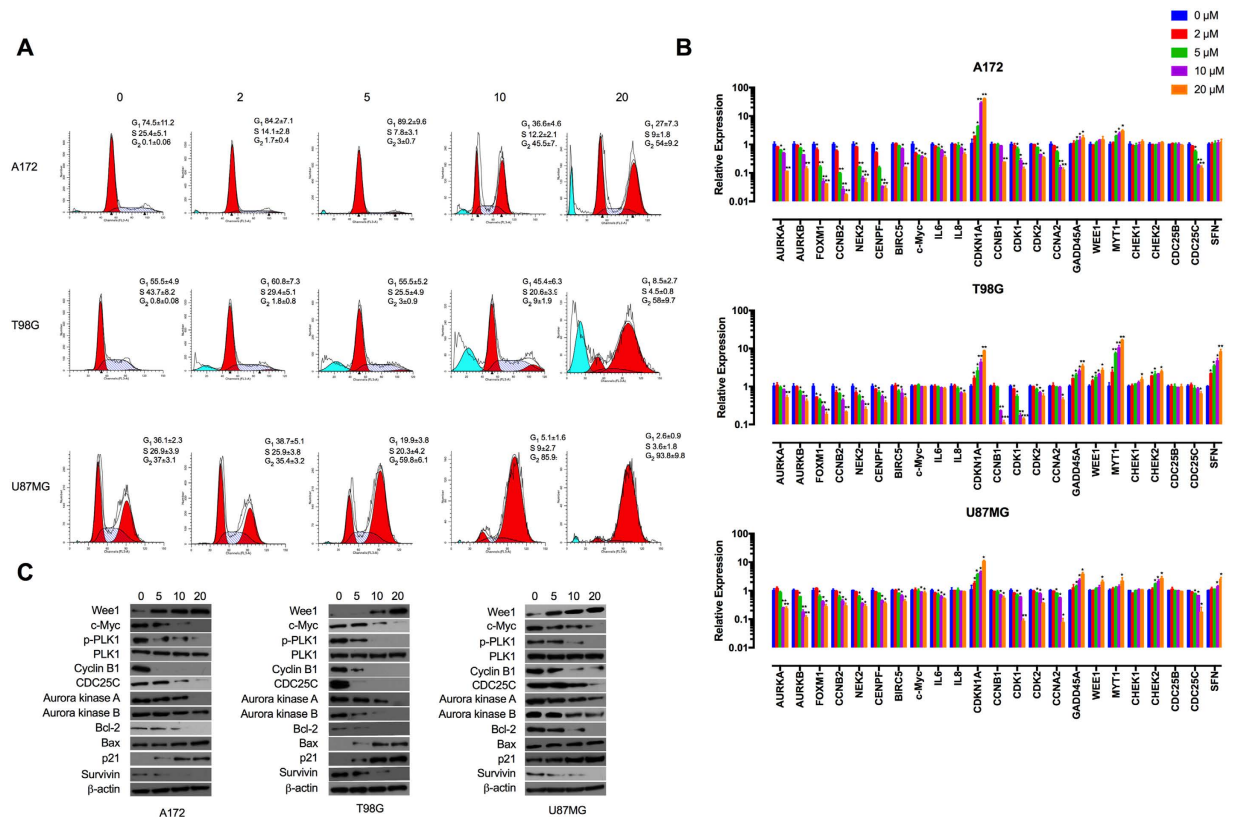 A
0
2
5
10
20
A172
G1 74.5±11.2
S 25.4±5.1
G2 0.1±0.06
G1 84.2±7.1
S 14.1±2.8
G2 1.7±0.4
G1 89.2±9.6
S 7.8±3.1
G2 3±0.7
G1 36.6±4.6
S 12.2±2.1
G2 45.5±7.
G1 27±7.3
S 9±1.8
G2 54±9.2
T98G
G1 55.5±4.9
S 43.7±8.2
G2 0.8±0.08
G1 60.8±7.3
S 29.4±5.1
G2 1.8±0.8
G1 55.5±5.2
S 25.5±4.9
G2 3±0.9
G1 45.4±6.3
S 20.6±3.9
G2 9±1.9
G1 8.5±2.7
S 4.5±0.8
G2 58±9.7
U87MG
G1 36.1±2.3
S 26.9±3.9
G2 37±3.1
G1 38.7±5.1
S 25.9±3.8
G2 35.4±3.2
G1 19.9±3.8
S 20.3±4.2
G2 59.8±6.1
G1 5.1±1.6
S 9±2.7
G2 85.9±
G1 2.6±0.9
S 3.6±1.8
G2 93.8±9.8
B
0 µM
2 µM
5 µM
10 µM
20 µM
A172
Relative Expression
100
10
1
0.1
0.01
AURKA
AURKB
FOXM1
CCNB2
NEK2
CENPF
BIRC5
c-Myc
IL6
IL8
CDKN1A
CCNB1
CDK1
CDK2
CCNA2
GADD45A
WEE1
MYT1
CHEK1
CHEK2
CDC25B
CDC25C
SFN
T98G
Relative Expression
100
10
1
0.1
AURKA
AURKB
FOXM1
CCNB2
NEK2
CENPF
BIRC5
c-Myc
IL6
IL8
CDKN1A
CCNB1
CDK1
CDK2
CCNA2
GADD45A
WEE1
MYT1
CHEK1
CHEK2
CDC25B
CDC25C
SFN
U87MG
Relative Expression
100
10
1
0.1
0.01
AURKA
AURKB
FOXM1
CCNB2
NEK2
CENPF
BIRC5
c-Myc
IL6
IL8
CDKN1A
CCNB1
CDK1
CDK2
CCNA2
GADD45A
WEE1
MYT1
CHEK1
CHEK2
CDC25B
CDC25C
SFN
C
0 5 10 20
Wee1
c-Myc
p-PLK1
PLK1
Cyclin B1
CDC25C
Aurora kinase A
Aurora kinase B
Bcl-2
Bax
p21
Survivin
β-actin
A172
0 5 10 20
Wee1
c-Myc
p-PLK1
PLK1
Cyclin B1
CDC25C
Aurora kinase A
Aurora kinase B
Bcl-2
Bax
p21
Survivin
β-actin
T98G
0 5 10 20
Wee1
c-Myc
p-PLK1
PLK1
Cyclin B1
CDC25C
Aurora kinase A
Aurora kinase B
Bcl-2
Bax
p21
Survivin
β-actin
U87MG